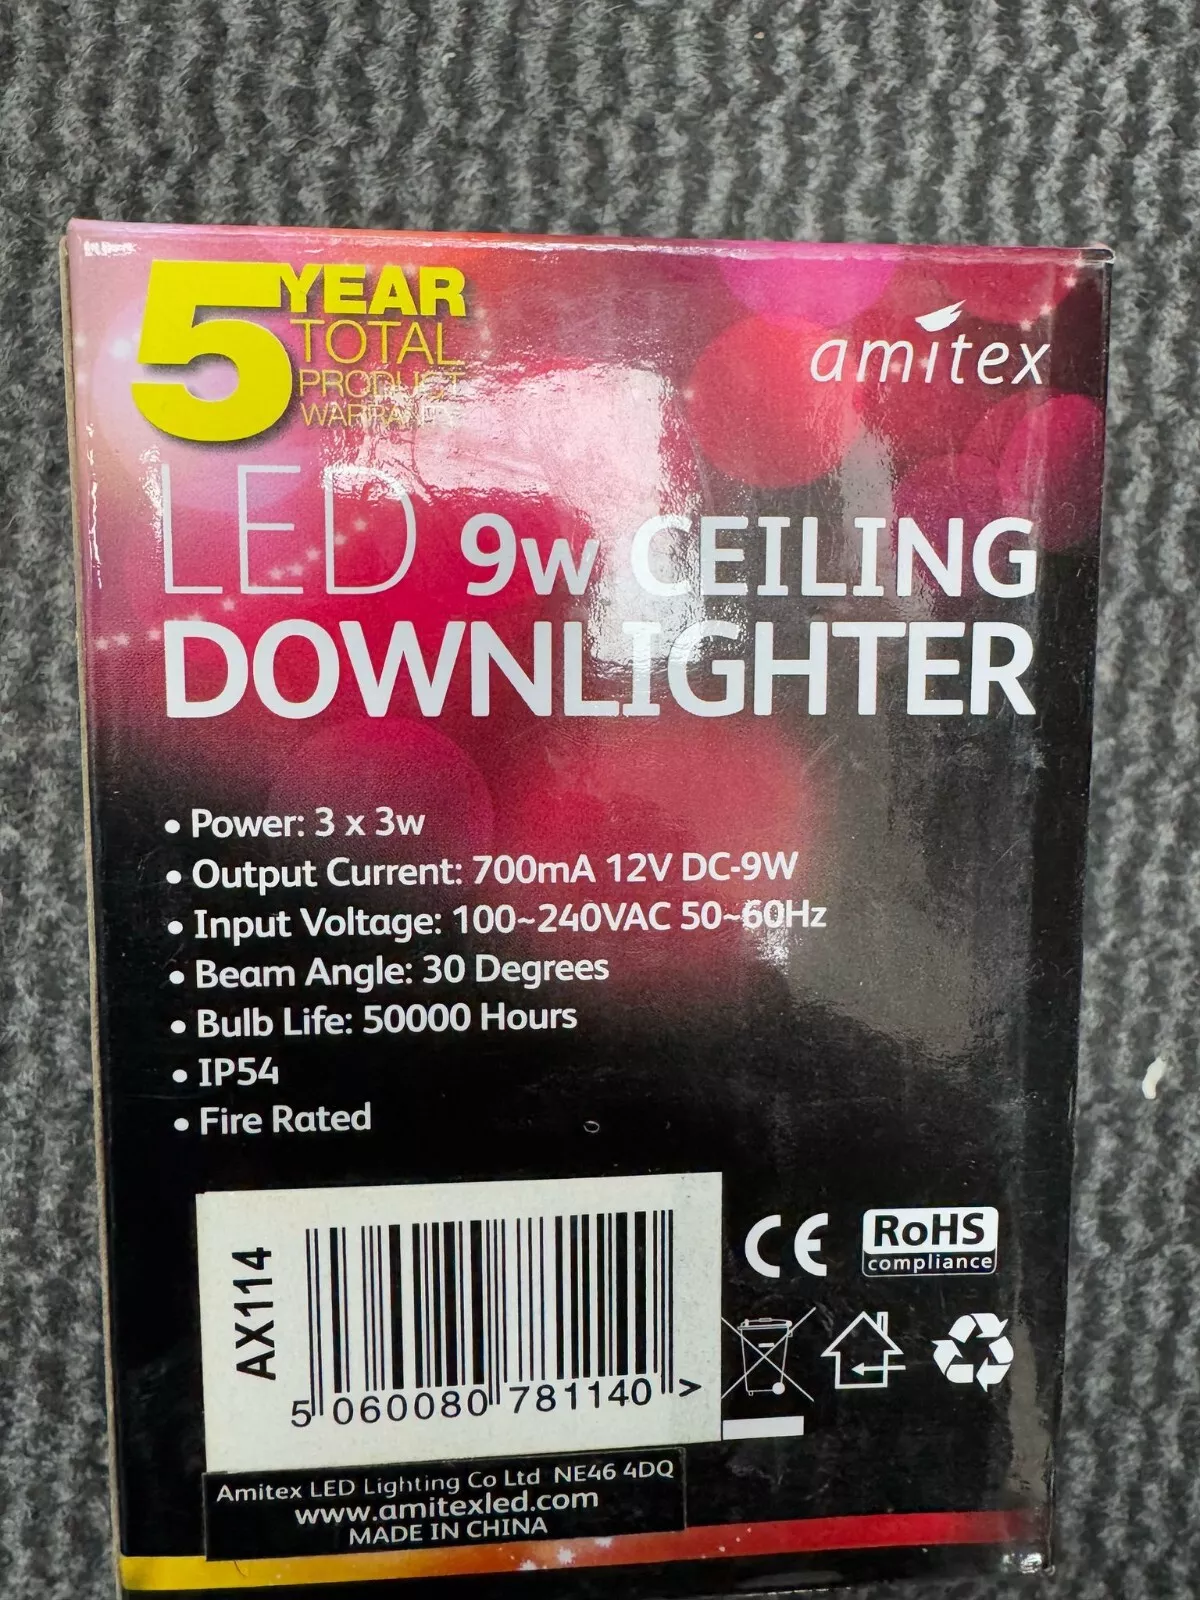 5 YEAR
TOTAL
PRODUCT
WARRANTY
amitex
LED 9w CEILING
DOWNLIGHTER
• Power: 3 x 3w
• Output Current: 700mA 12V DC-9W
• Input Voltage: 100~240VAC 50~60Hz
• Beam Angle: 30 Degrees
• Bulb Life: 50000 Hours
• IP54
• Fire Rated
AX114
5 060080 781140 >
CE
RoHS
compliance
Amitex LED Lighting Co Ltd NE46 4DQ
www.amitexled.com
MADE IN CHINA